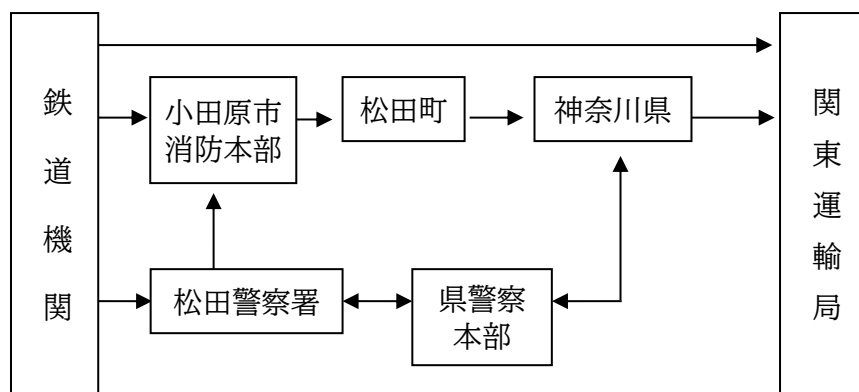 鉄道機関
小田原市
消防本部
松田町
神奈川県
関東運輸局
松田警察署
県警察
本部